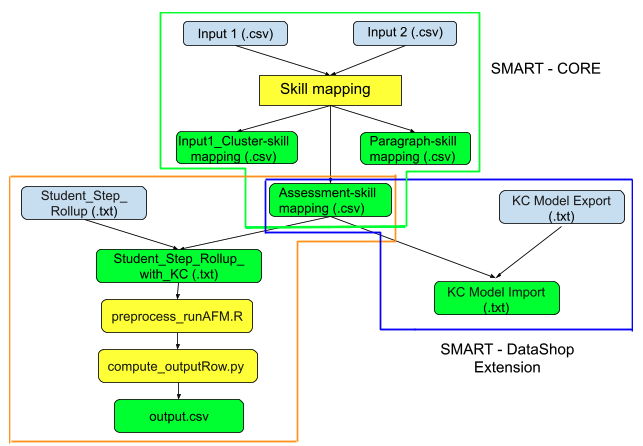 Input 1 (.csv)
Input 2 (.csv)
SMART - CORE
Skill mapping
Input1_Cluster-skill
mapping (.csv)
Paragraph-skill
mapping (.csv)
Assessment-skill
mapping (.csv)
Student_Step_
Rollup (.txt)
KC Model Export
(.txt)
Student_Step_Rollup_
with_KC (.txt)
KC Model Import
(.txt)
preprocess_runAFM.R
SMART - DataShop
Extension
compute_outputRow.py
output.csv